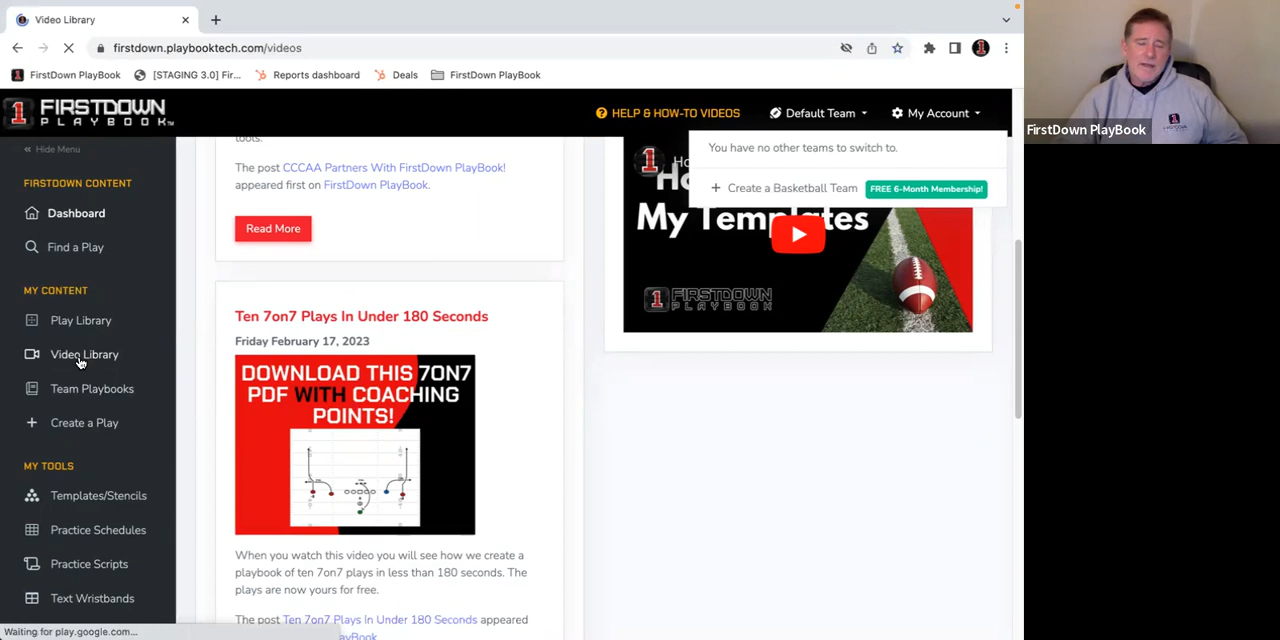 Video Library
firstdown.playbooktech.com/videos
FirstDown PlayBook
[STAGING 3.0] Fir...
Reports dashboard
Deals
FirstDown PlayBook
1 FIRSTDOWN
PLAYBOOK™
HELP & HOW-TO VIDEOS
Default Team
My Account
FirstDown PlayBook
Hide Menu
FIRSTDOWN CONTENT
Dashboard
Find a Play
MY CONTENT
Play Library
Video Library
Team Playbooks
Create a Play
MY TOOLS
Templates/Stencils
Practice Schedules
Practice Scripts
Text Wristbands
Waiting for play.google.com...
tools.
The post CCCAA Partners With FirstDown PlayBook!
appeared first on FirstDown PlayBook.
Read More
Ten 7on7 Plays In Under 180 Seconds
Friday February 17, 2023
DOWNLOAD THIS 7ON7
PDF WITH COACHING
POINTS!
When you watch this video you will see how we create a
playbook of ten 7on7 plays in less than 180 seconds. The
plays are now yours for free.
The post Ten 7on7 Plays In Under 180 Seconds appeared
You have no other teams to switch to.
+ Create a Basketball Team
FREE 6-Month Membership!
My Templates
1 FIRSTDOWN
PLAYBOOK